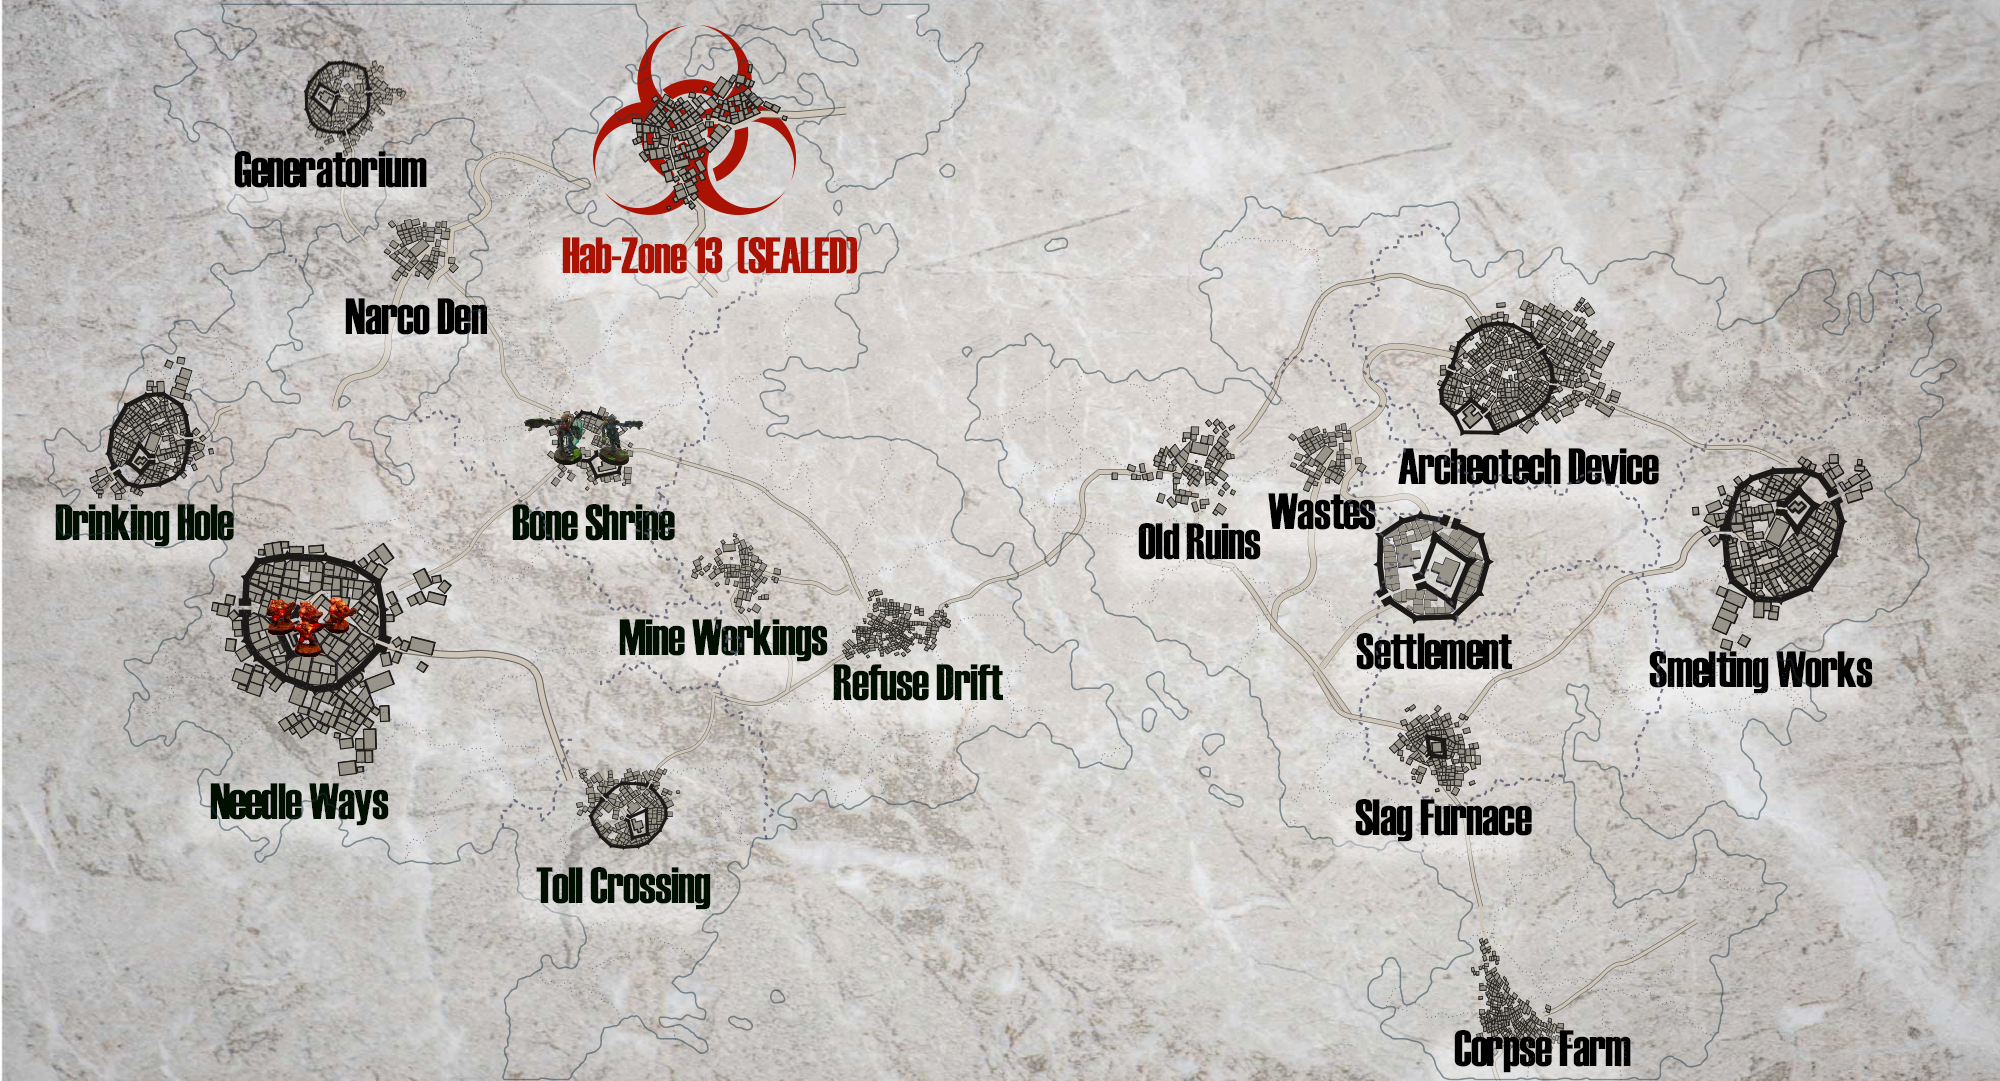 Generatorium
Hab-Zone 13 (SEALED)
Narco Den
Archeotech Device
Drinking Hole
Bone Shrine
Wastes
Old Ruins
Mine Workings
Settlement
Smelting Works
Refuse Drift
Needle Ways
Slag Furnace
Toll Crossing
Corpse Farm